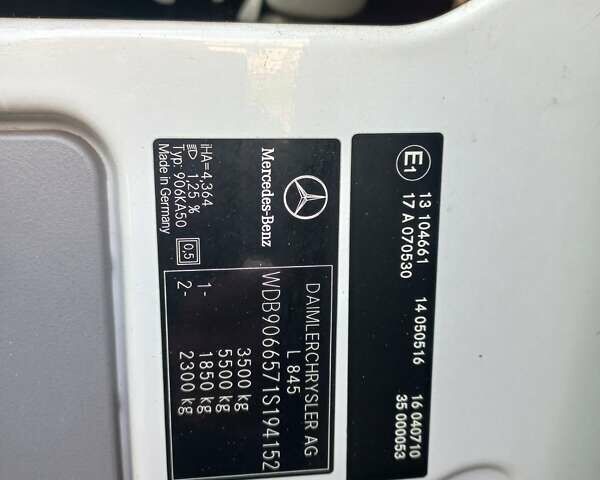 E1
13 104661 14 050516 16 040710
17 A 070530 35 000053
Mercedes-Benz
iHA=4,364
1,25 %
Typ: 906KA50
Made in Germany
0,5
DAIMLERCHRYSLER AG
L 845
WDB9066571S194152
3500 kg
5500 kg
1- 1850 kg
2- 2300 kg